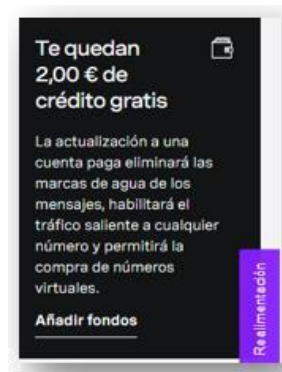 Te quedan
2,00 € de
crédito gratis
La actualización a una
cuenta paga eliminará las
marcas de agua de los
mensajes, habilitará el
tráfico saliente a cualquier
número y permitirá la
compra de números
virtuales.
Añadir fondos
Realimentadón